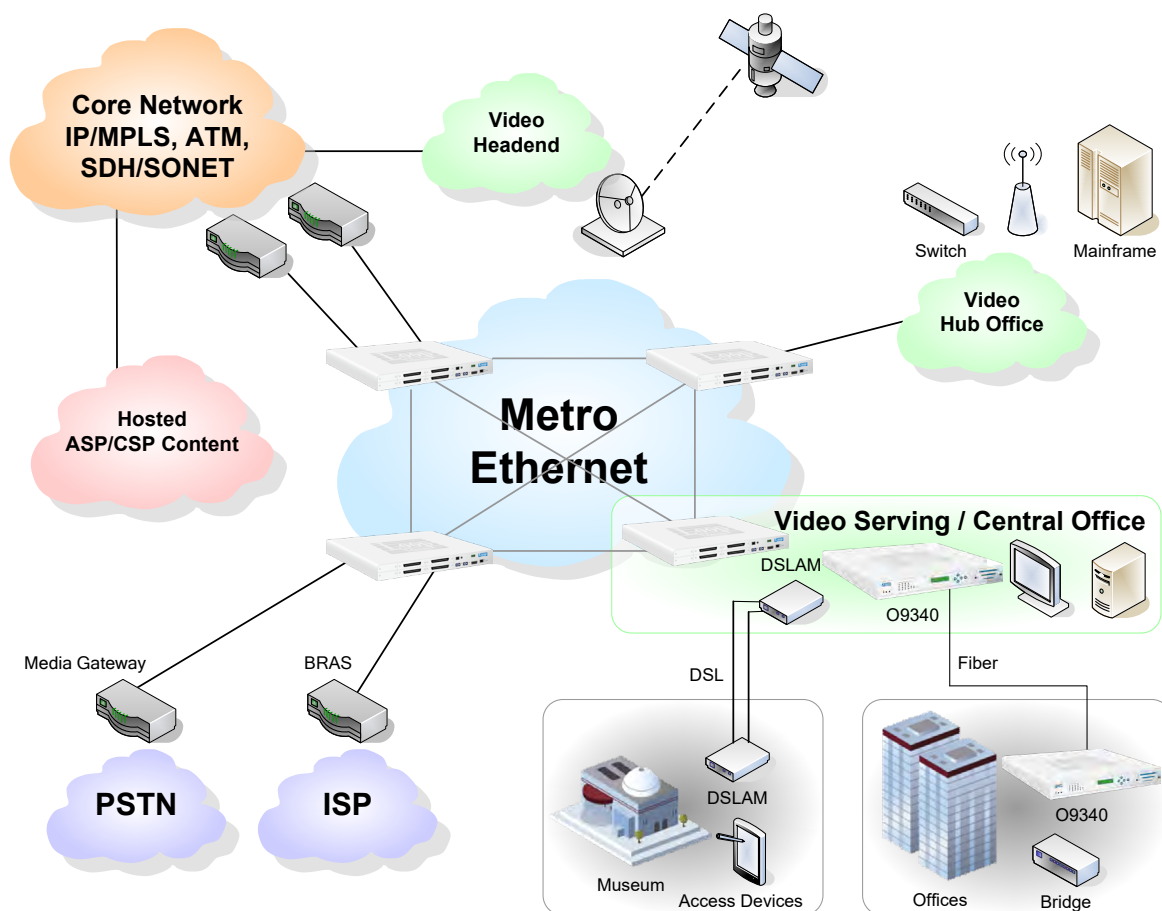 Core Network
IP/MPLS, ATM,
SDH/SONET
Video
Headend
Switch
Mainframe
Video
Hub Office
Hosted
ASP/CSP Content
Metro
Ethernet
Video Serving / Central Office
DSLAM
O9340
Media Gateway
BRAS
DSL
Fiber
PSTN
ISP
DSLAM
O9340
Museum
Access Devices
Offices
Bridge